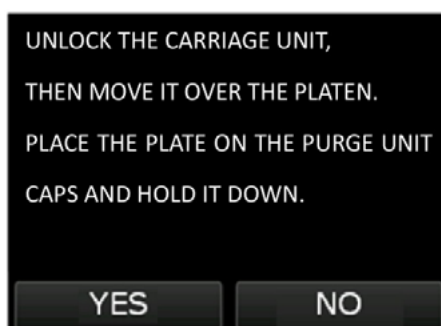 UNLOCK THE CARRIAGE UNIT,
THEN MOVE IT OVER THE PLATEN.
PLACE THE PLATE ON THE PURGE UNIT
CAPS AND HOLD IT DOWN.
YES NO